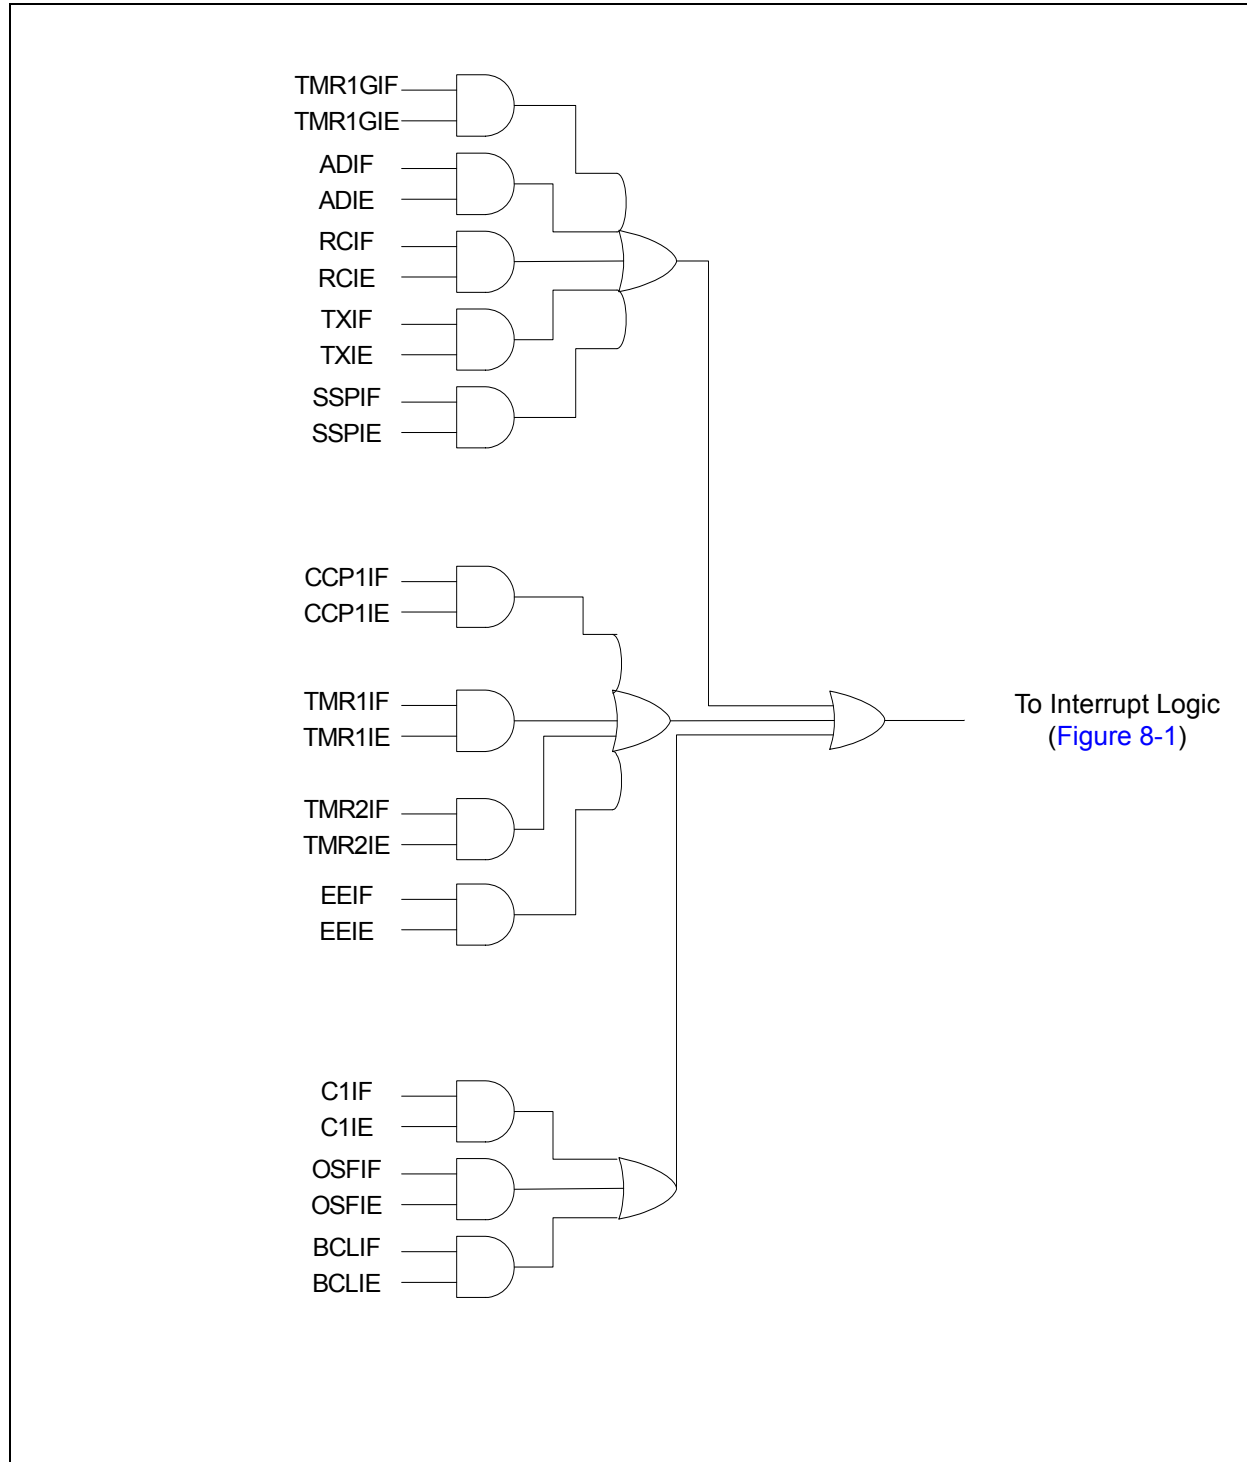 TMR1GIF
TMR1GIE
ADIF
ADIE
RCIF
RCIE
TXIF
TXIE
SSPIF
SSPIE
CCP1IF
CCP1IE
TMR1IF
TMR1IE
To Interrupt Logic
(Figure 8-1)
TMR2IF
TMR2IE
EEIF
EEIE
C1IF
C1IE
OSFIF
OSFIE
BCLIF
BCLIE